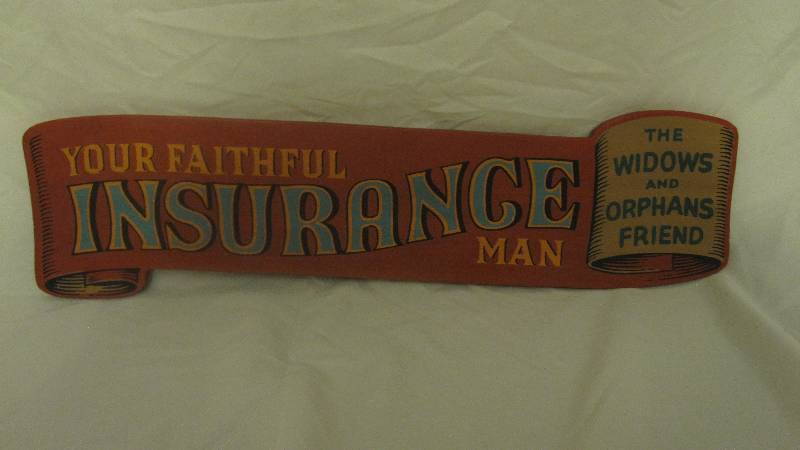 YOUR FAITHFUL
INSURANCE
MAN
THE
WIDOWS
AND
ORPHANS
FRIEND